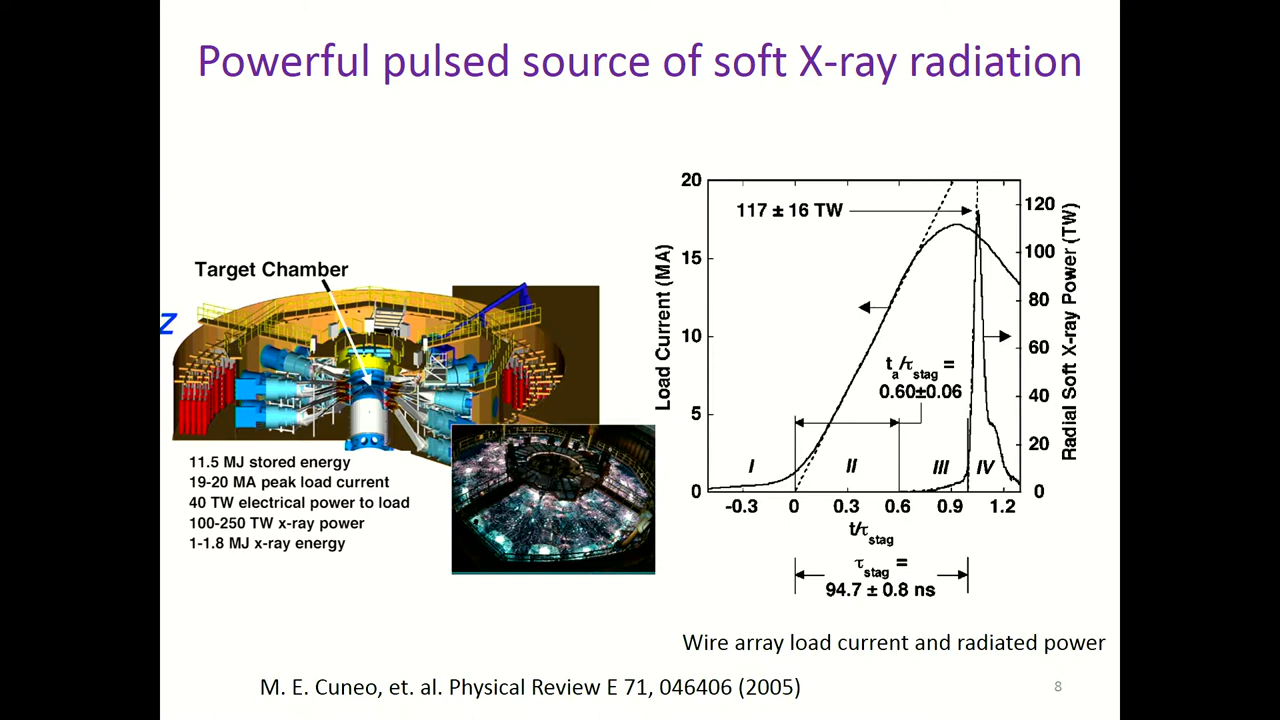 Powerful pulsed source of soft X-ray radiation
Target Chamber
Z
11.5 MJ stored energy
19-20 MA peak load current
40 TW electrical power to load
100-250 TW x-ray power
1-1.8 MJ x-ray energy
Load Current (MA)
20
15
10
5
0
117 ± 16 TW
tₐ/τstag =
0.60±0.06
I
II
III
IV
120
100
80
60
40
20
0
Radial Soft X-ray Power (TW)
-0.3
0
0.3
0.6
0.9
1.2
t/τstag
τstag =
94.7 ± 0.8 ns
Wire array load current and radiated power
M. E. Cuneo, et. al. Physical Review E 71, 046406 (2005)
8